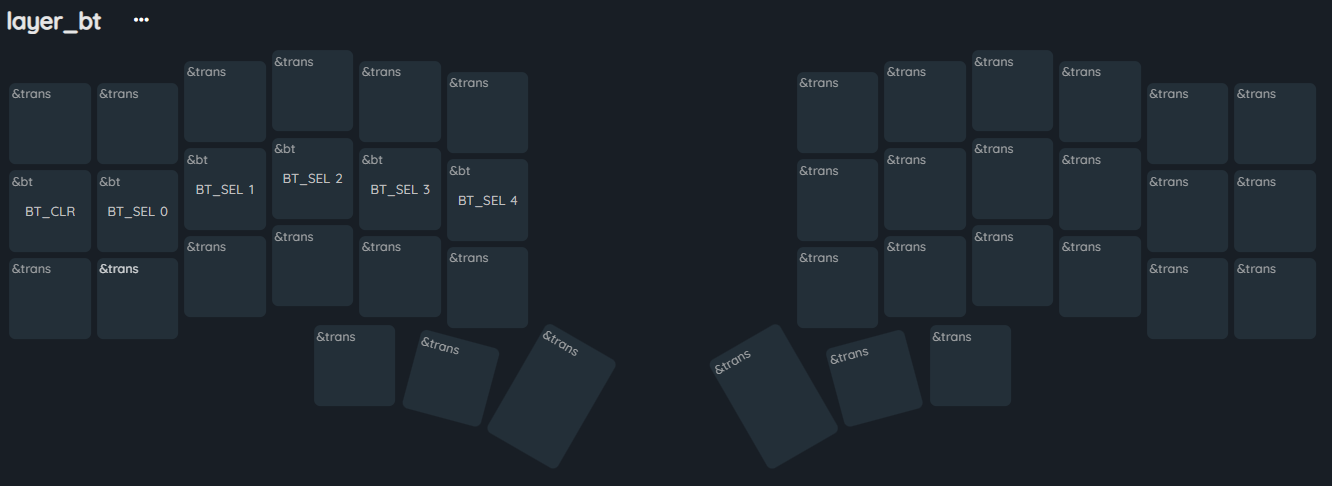 layer_bt •••
&trans &trans &trans &trans &trans &trans &trans &trans &trans &trans &trans &trans
&bt &bt &bt &bt &bt &bt &trans &trans &trans &trans &trans &trans
BT_CLR BT_SEL 0 BT_SEL 1 BT_SEL 2 BT_SEL 3 BT_SEL 4
&trans &trans &trans &trans &trans &trans &trans &trans &trans &trans &trans &trans
&trans &trans &trans &trans &trans &trans